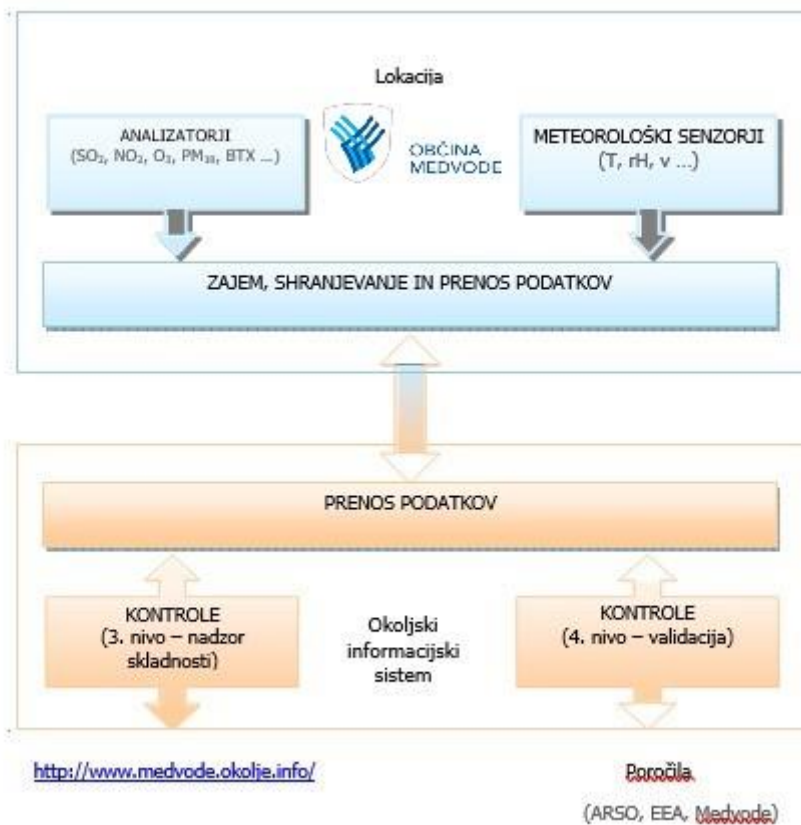 Lokacija
ANALIZATORJI
(SO₂, NO₂, O₃, PM₁₀, BTX ...)
OBČINA
MEDVODE
METEOROLOŠKI SENZORJI
(T, rH, v ...)
ZAJEM, SHRANJEVANJE IN PRENOS PODATKOV
PRENOS PODATKOV
KONTROLE
(3. nivo – nadzor
skladnosti)
Okoljski
informacijski
sistem
KONTROLE
(4. nivo – validacija)
http://www.medvode.okolje.info/
Poročila
(ARSO, EEA, Medvode)